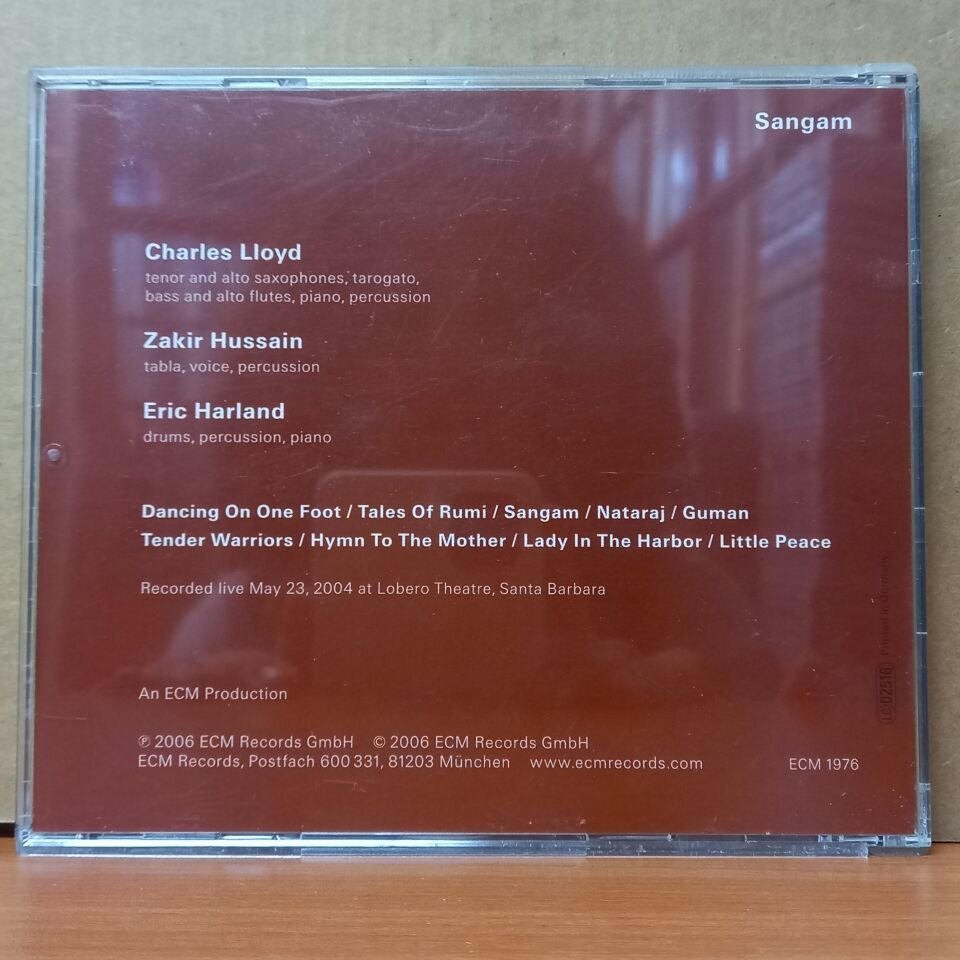 Sangam
Charles Lloyd
tenor and alto saxophones, tarogato,
bass and alto flutes, piano, percussion
Zakir Hussain
tabla, voice, percussion
Eric Harland
drums, percussion, piano
Dancing On One Foot / Tales Of Rumi / Sangam / Nataraj / Guman
Tender Warriors / Hymn To The Mother / Lady In The Harbor / Little Peace
Recorded live May 23, 2004 at Lobero Theatre, Santa Barbara
An ECM Production
℗ 2006 ECM Records GmbH © 2006 ECM Records GmbH
ECM Records, Postfach 600 331, 81203 München www.ecmrecords.com
ECM 1976
LC 02516 Printed in Germany